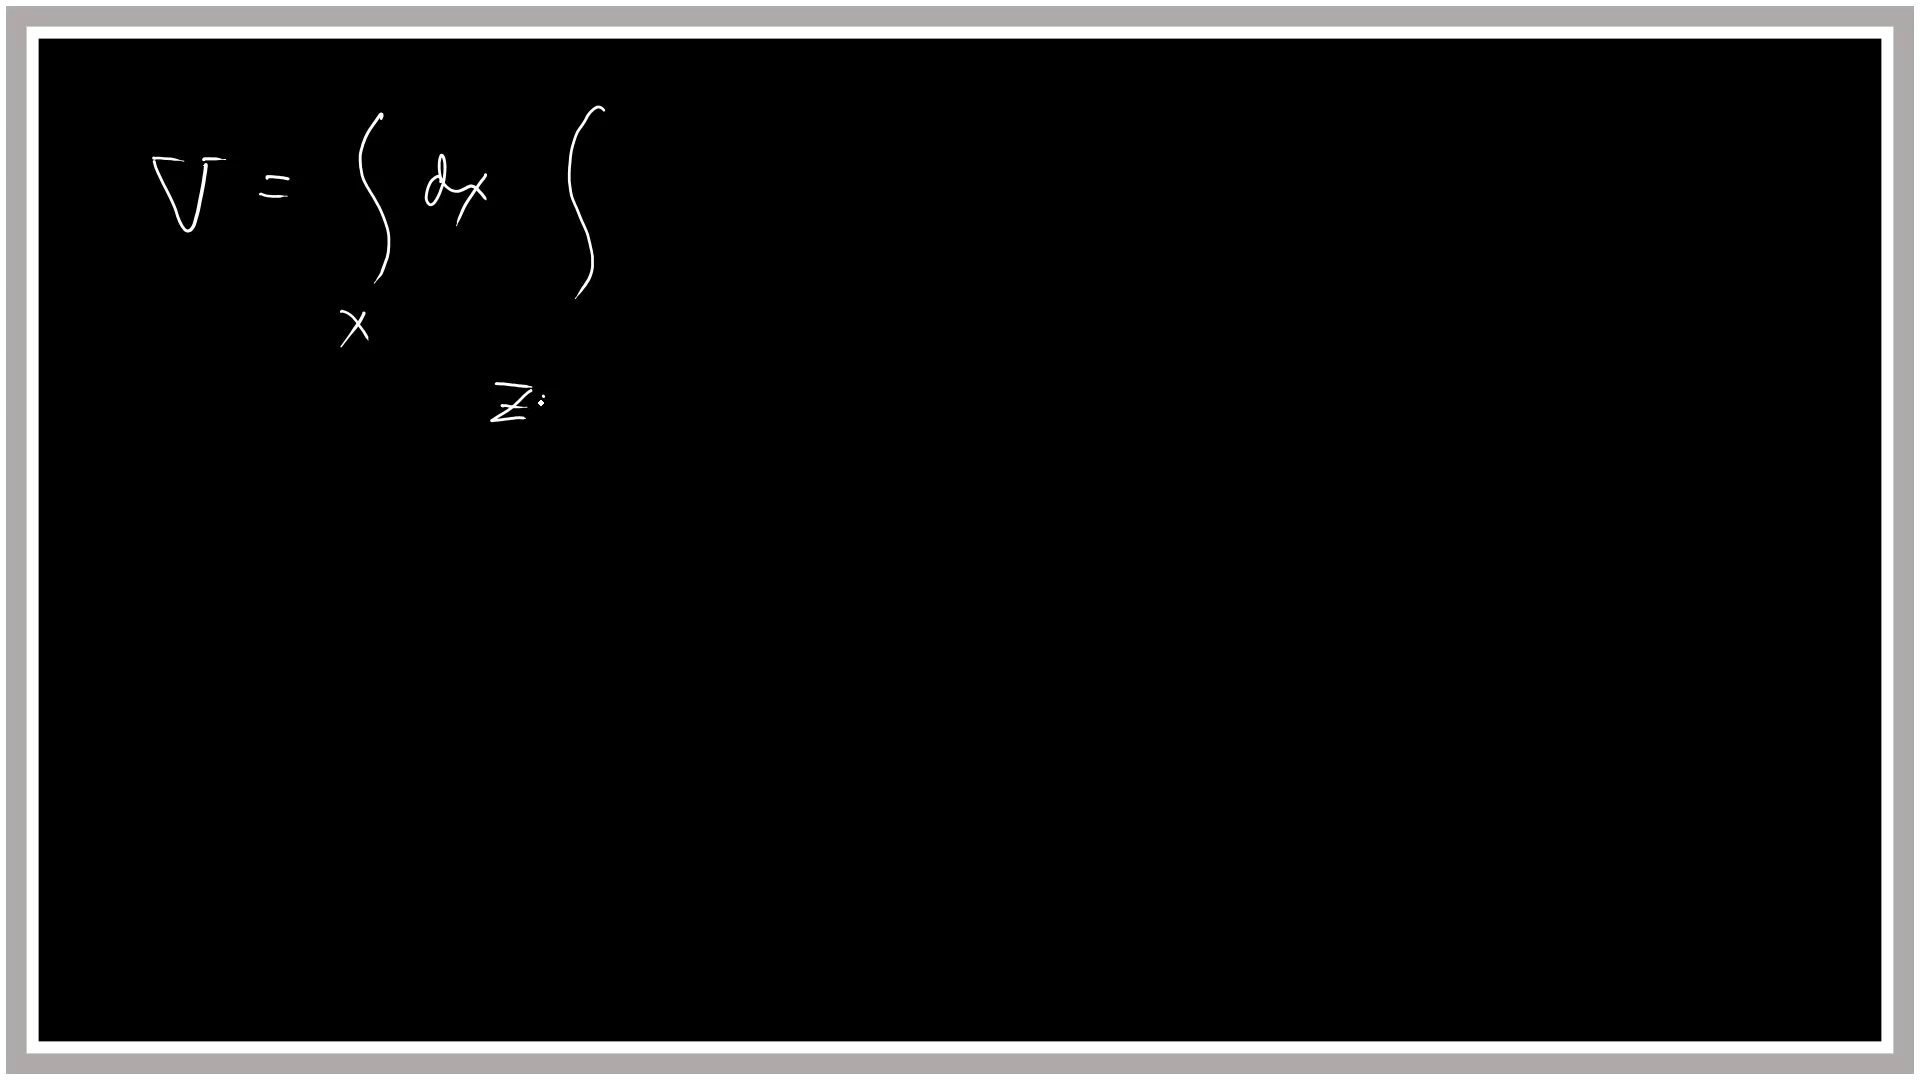 V = ∫ dx ∫
x
z: